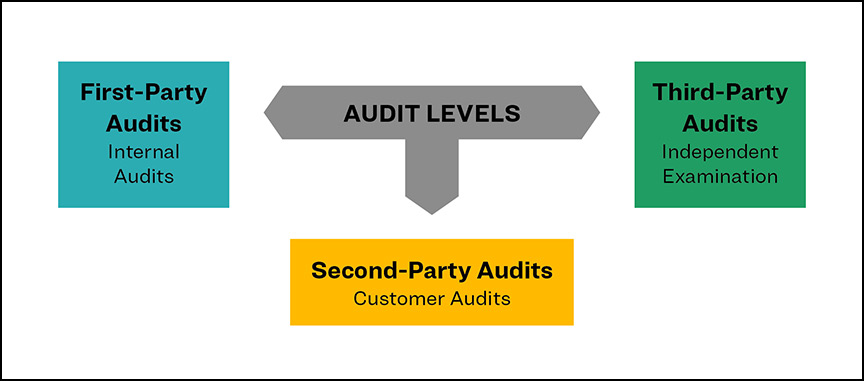 First-Party
Audits
Internal
Audits
AUDIT LEVELS
Third-Party
Audits
Independent
Examination
Second-Party Audits
Customer Audits